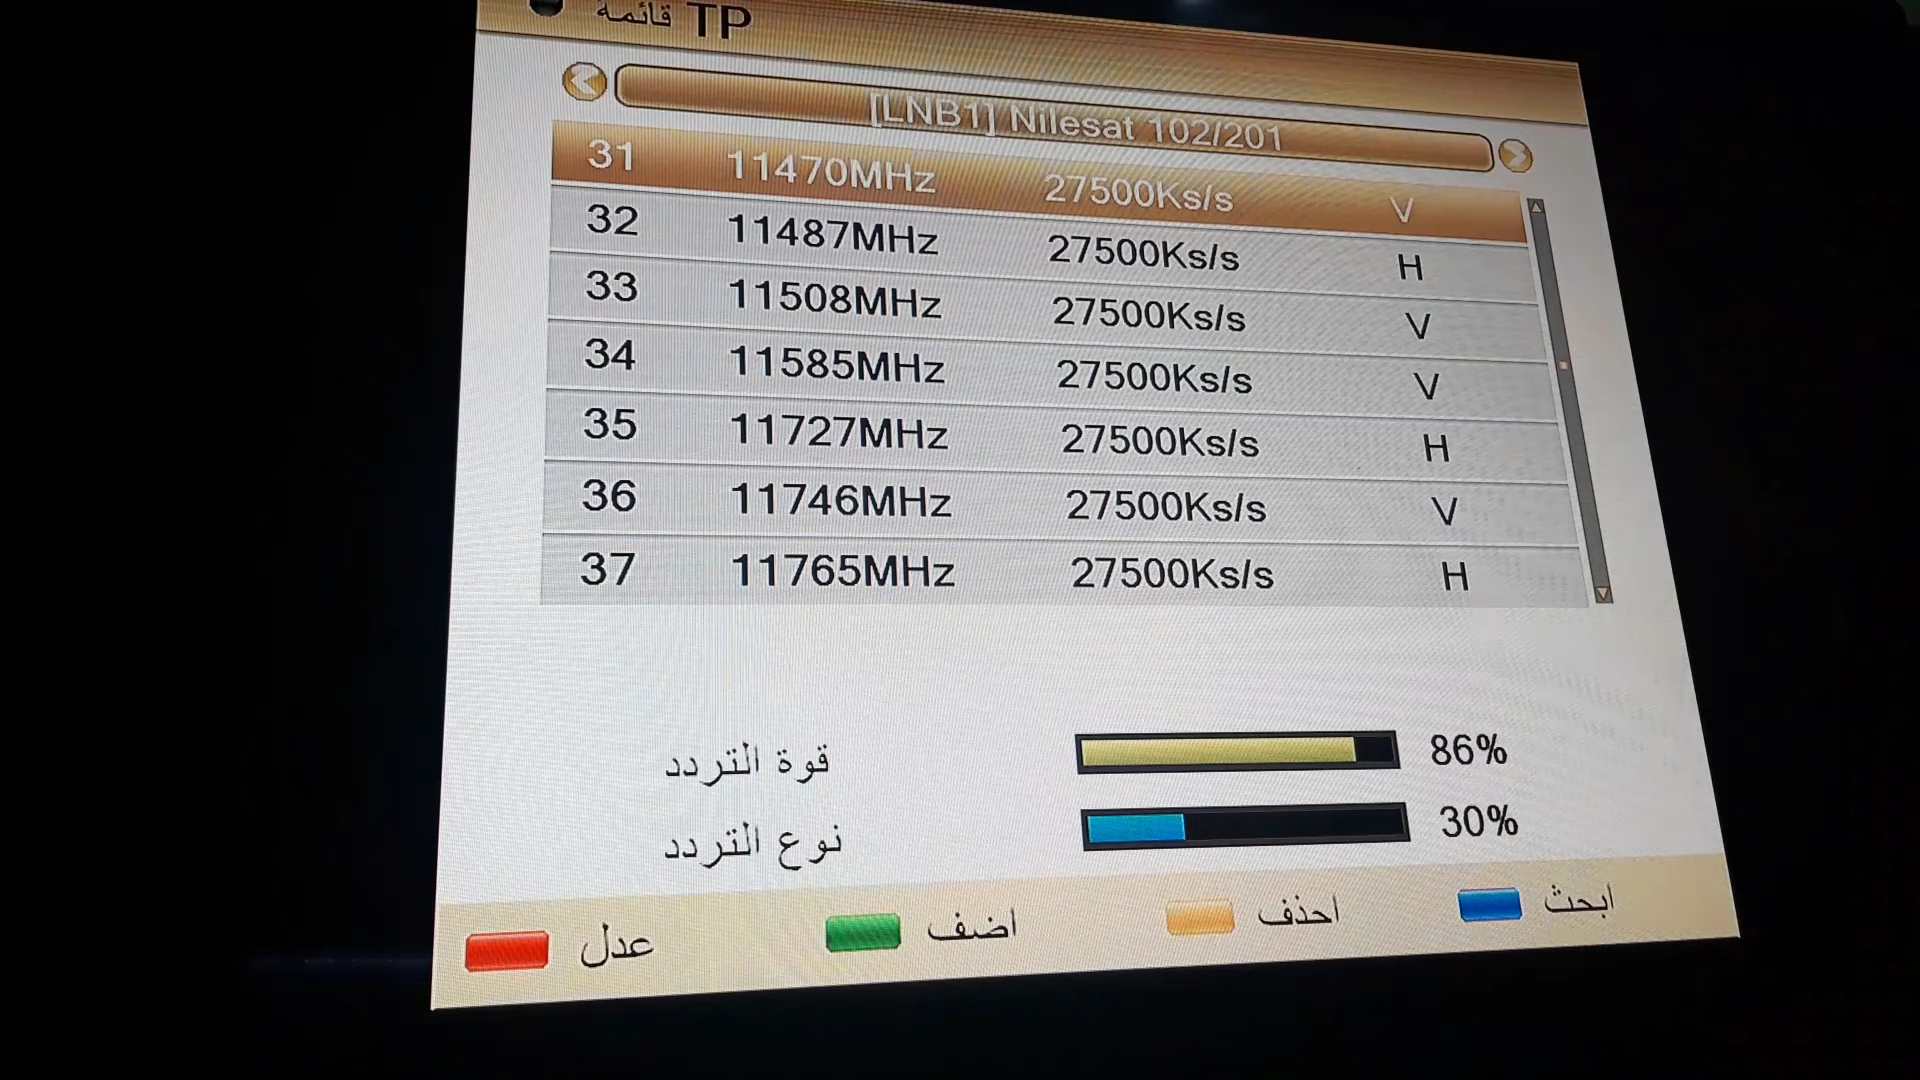 قائمة TP
[LNB1] Nilesat 102/201
31 11470MHz 27500Ks/s V
32 11487MHz 27500Ks/s H
33 11508MHz 27500Ks/s V
34 11585MHz 27500Ks/s V
35 11727MHz 27500Ks/s H
36 11746MHz 27500Ks/s V
37 11765MHz 27500Ks/s H
قوة التردد 86%
نوع التردد 30%
عدل اضف احذف ابحث